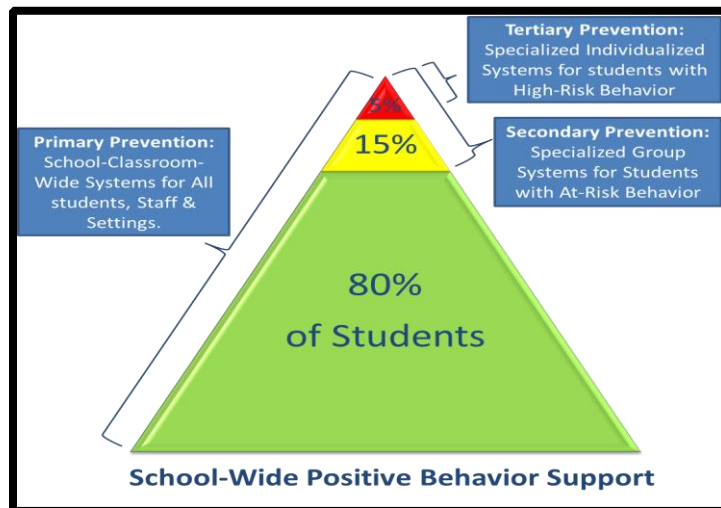 Tertiary Prevention:
Specialized Individualized
Systems for students with
High-Risk Behavior
5%
15%
Primary Prevention:
School-Classroom-
Wide Systems for All
students, Staff &
Settings.
Secondary Prevention:
Specialized Group
Systems for Students
with At-Risk Behavior
80%
of Students
School-Wide Positive Behavior Support